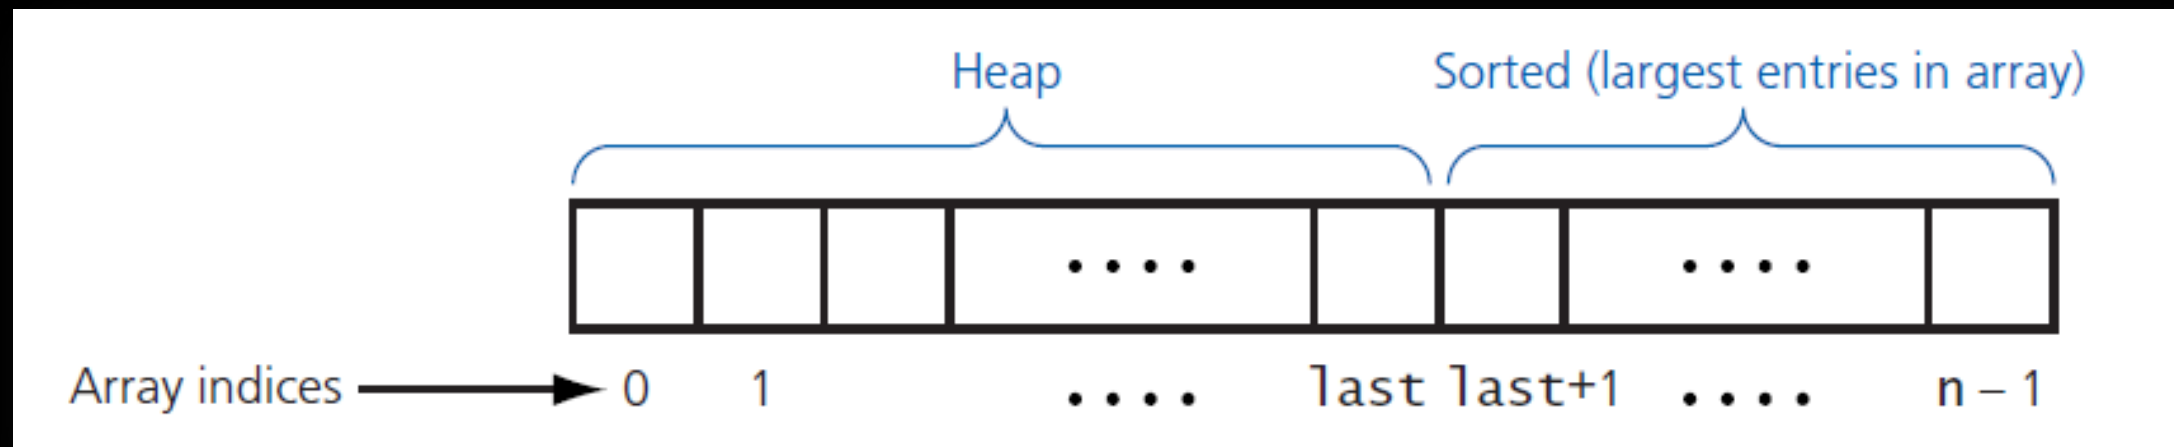 Heap
Sorted (largest entries in array)
. . . .
. . . .
Array indices
0
1
. . . .
last
last+1
. . . .
n – 1